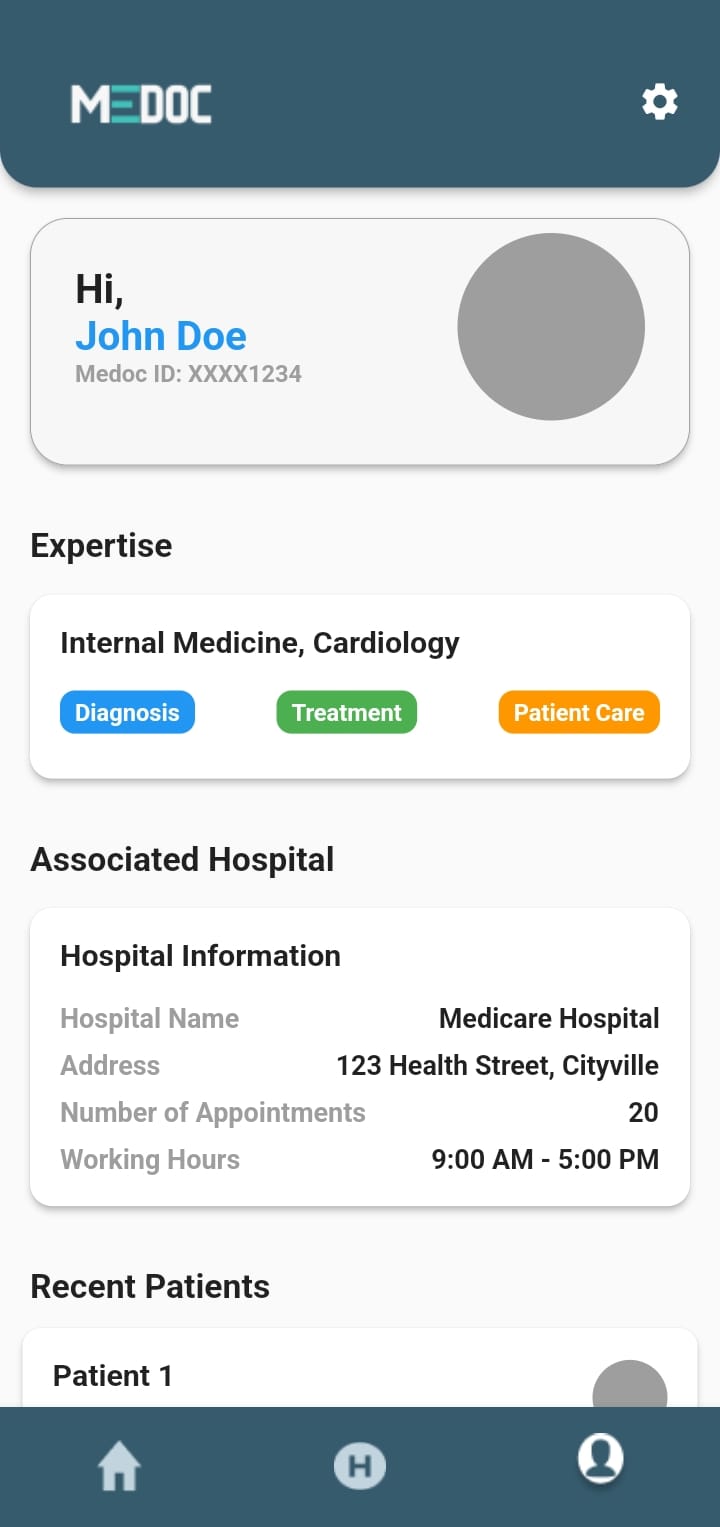 MEDOC
Hi,
John Doe
Medoc ID: XXXX1234
Expertise
Internal Medicine, Cardiology
Diagnosis Treatment Patient Care
Associated Hospital
Hospital Information
Hospital Name Medicare Hospital
Address 123 Health Street, Cityville
Number of Appointments 20
Working Hours 9:00 AM - 5:00 PM
Recent Patients
Patient 1
H